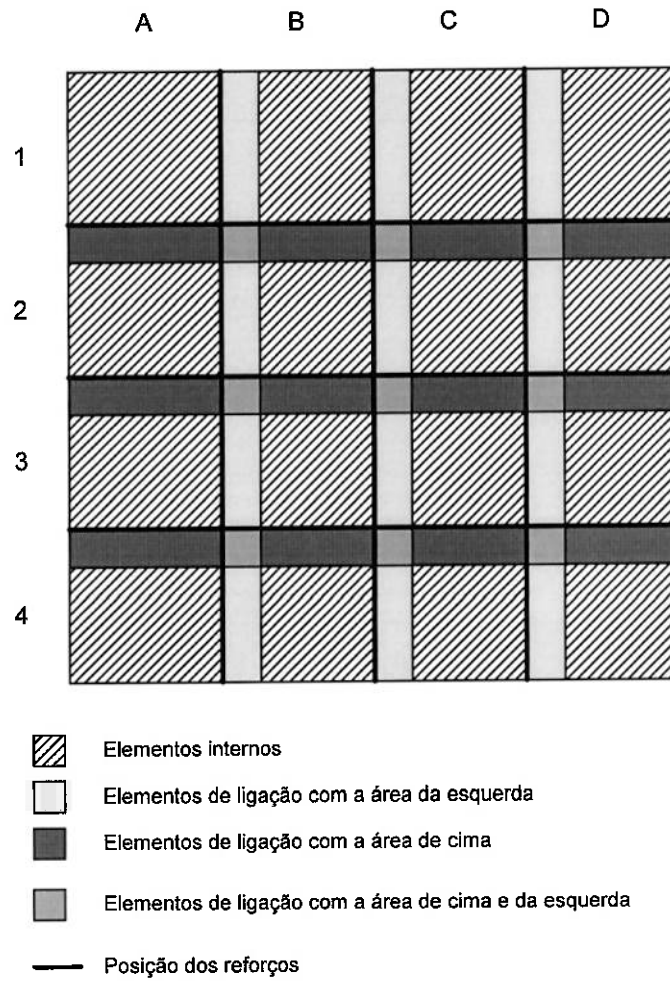 A B C D
1
2
3
4
Elementos internos
Elementos de ligação com a área da esquerda
Elementos de ligação com a área de cima
Elementos de ligação com a área de cima e da esquerda
Posição dos reforços